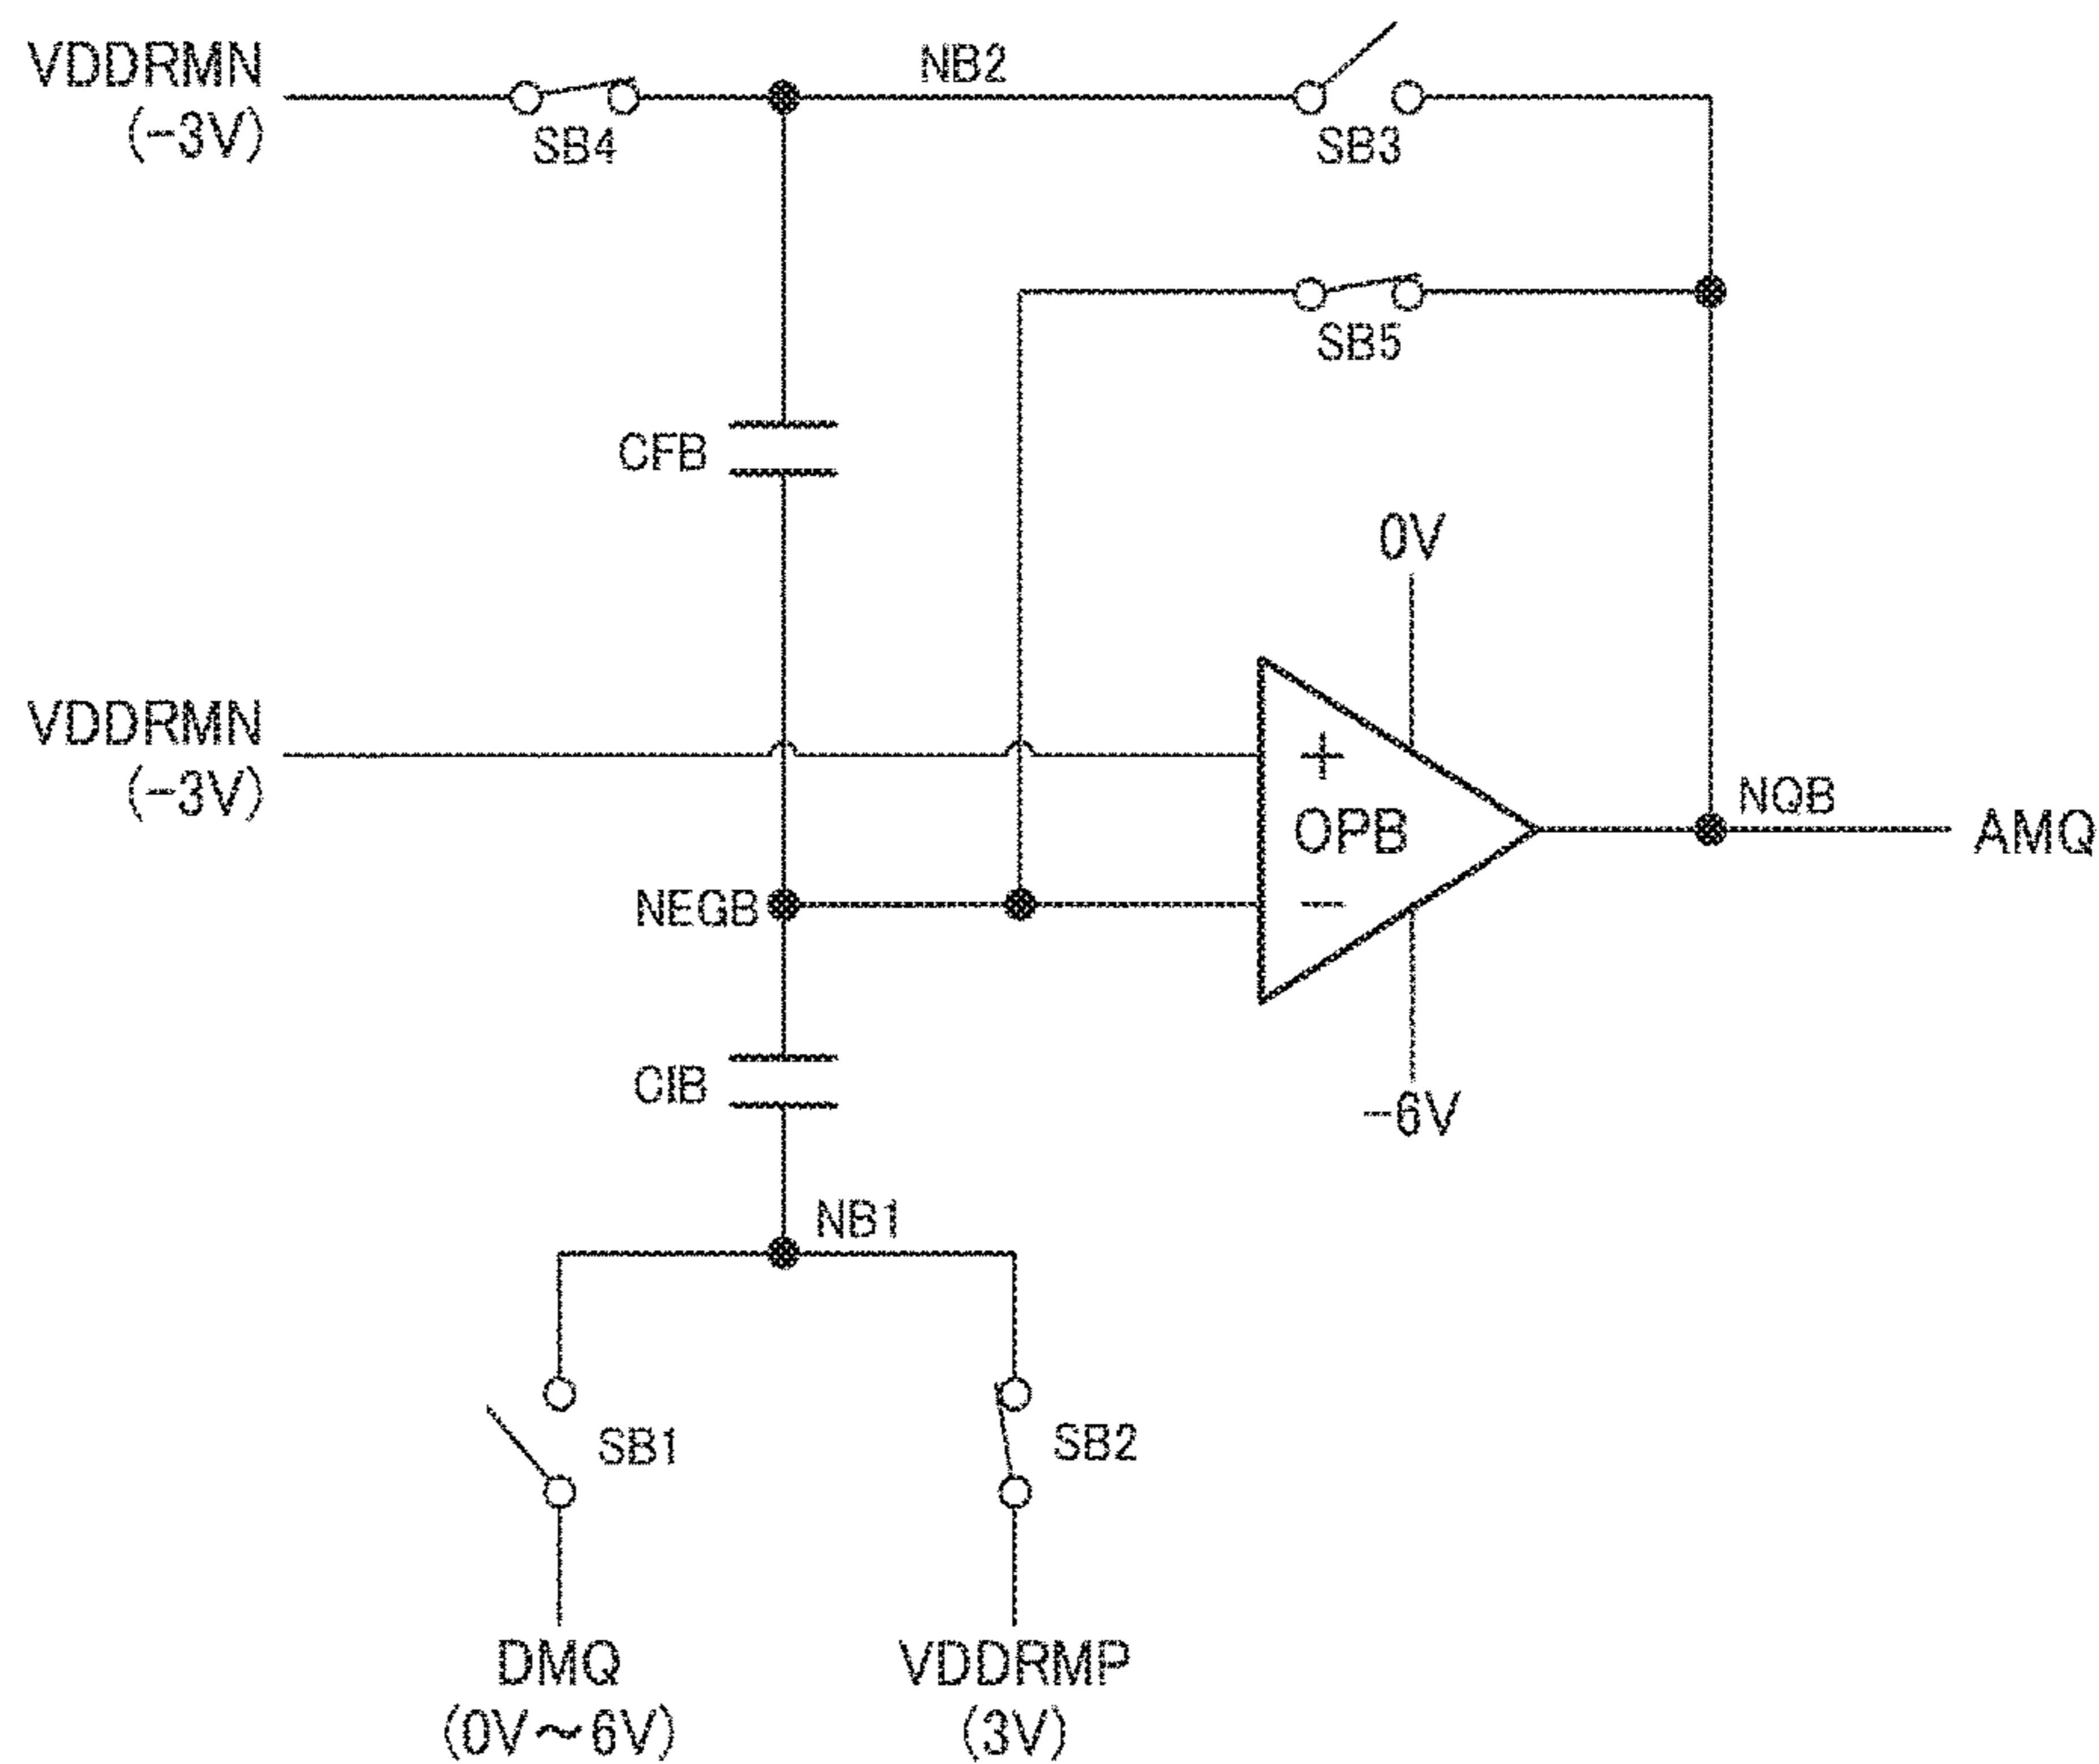 VDDRMN
(-3V)
SB4
NB2
SB3
SB5
CFB
0V
VDDRMN
(-3V)
+
OPB
-
NQB
AMQ
NEGB
CIB
-6V
NB1
SB1
SB2
DMQ
(0V～6V)
VDDRMP
(3V)